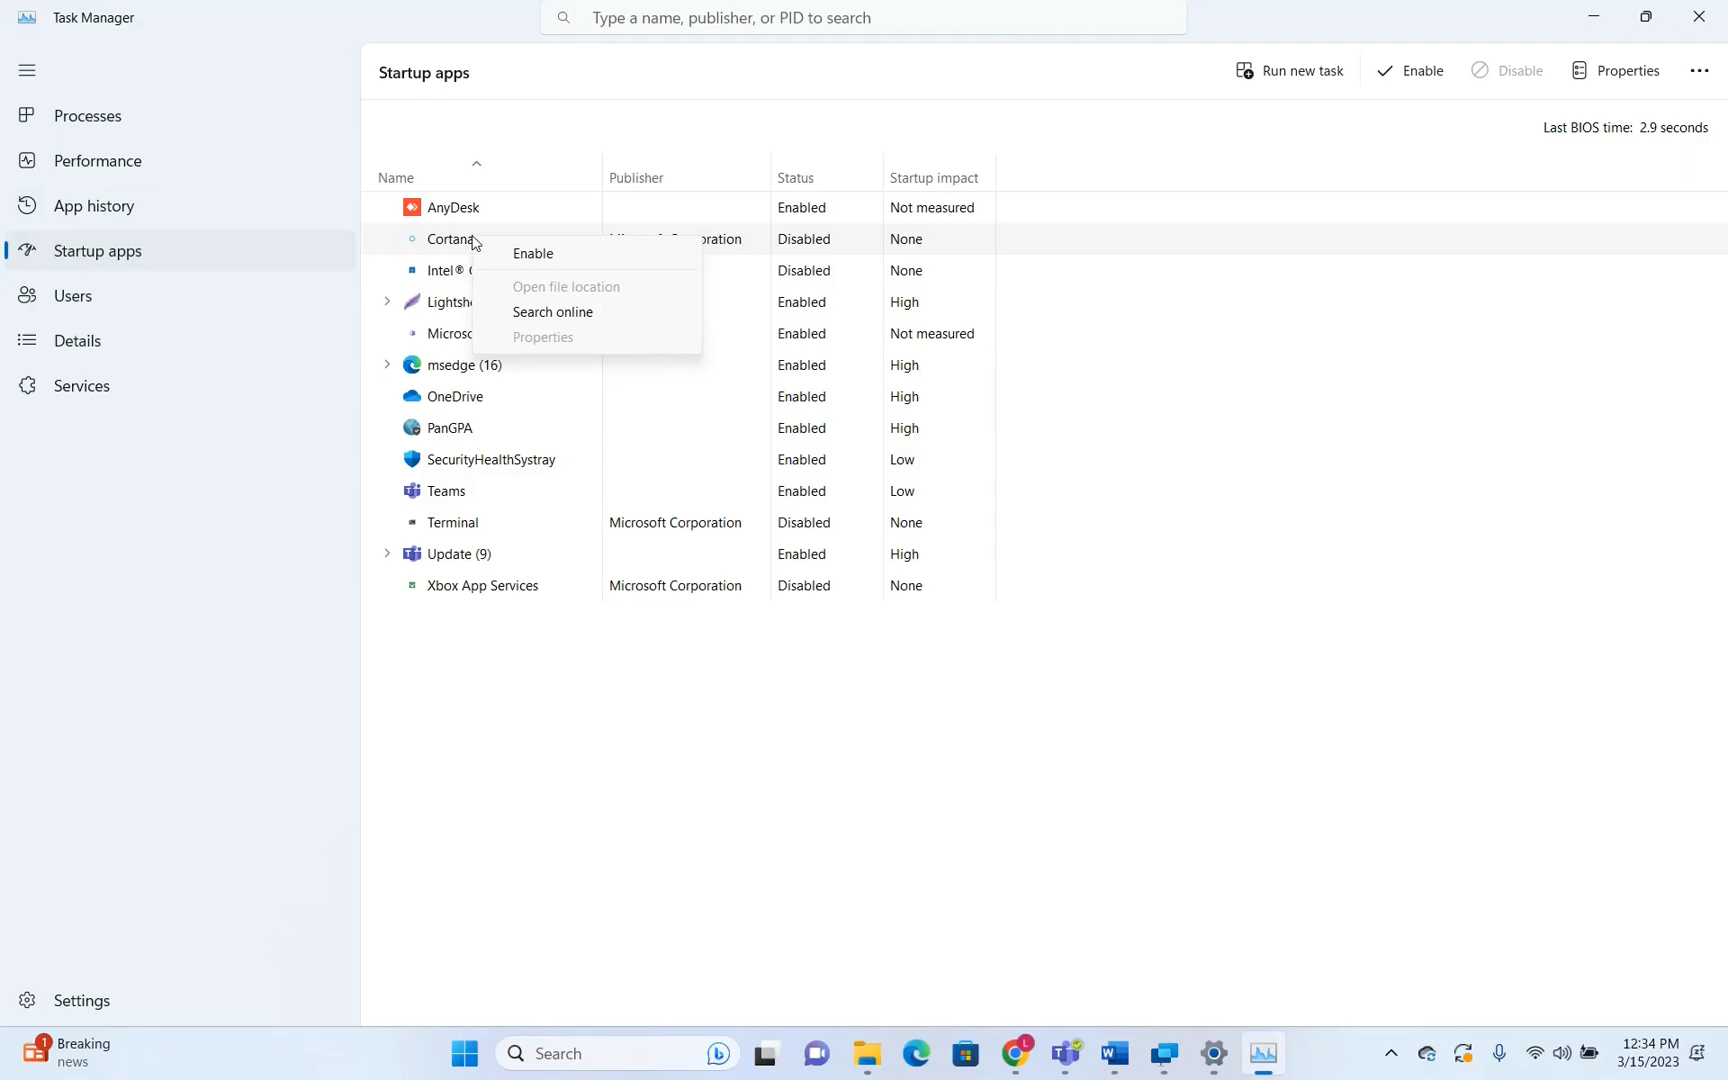 Task Manager
Type a name, publisher, or PID to search
Startup apps
Run new task
Enable
Disable
Properties
Last BIOS time: 2.9 seconds
Processes
Performance
App history
Startup apps
Users
Details
Services
Settings
Name Publisher Status Startup impact
AnyDesk Enabled Not measured
Cortana Disabled None
Intel® Disabled None
Enabled High
Enabled Not measured
msedge (16) Enabled High
OneDrive Enabled High
PanGPA Enabled High
SecurityHealthSystray Enabled Low
Teams Enabled Low
Terminal Microsoft Corporation Disabled None
Update (9) Enabled High
Xbox App Services Microsoft Corporation Disabled None
Enable
Open file location
Search online
Properties
1
Breaking
news
Search
L
12:34 PM
3/15/2023